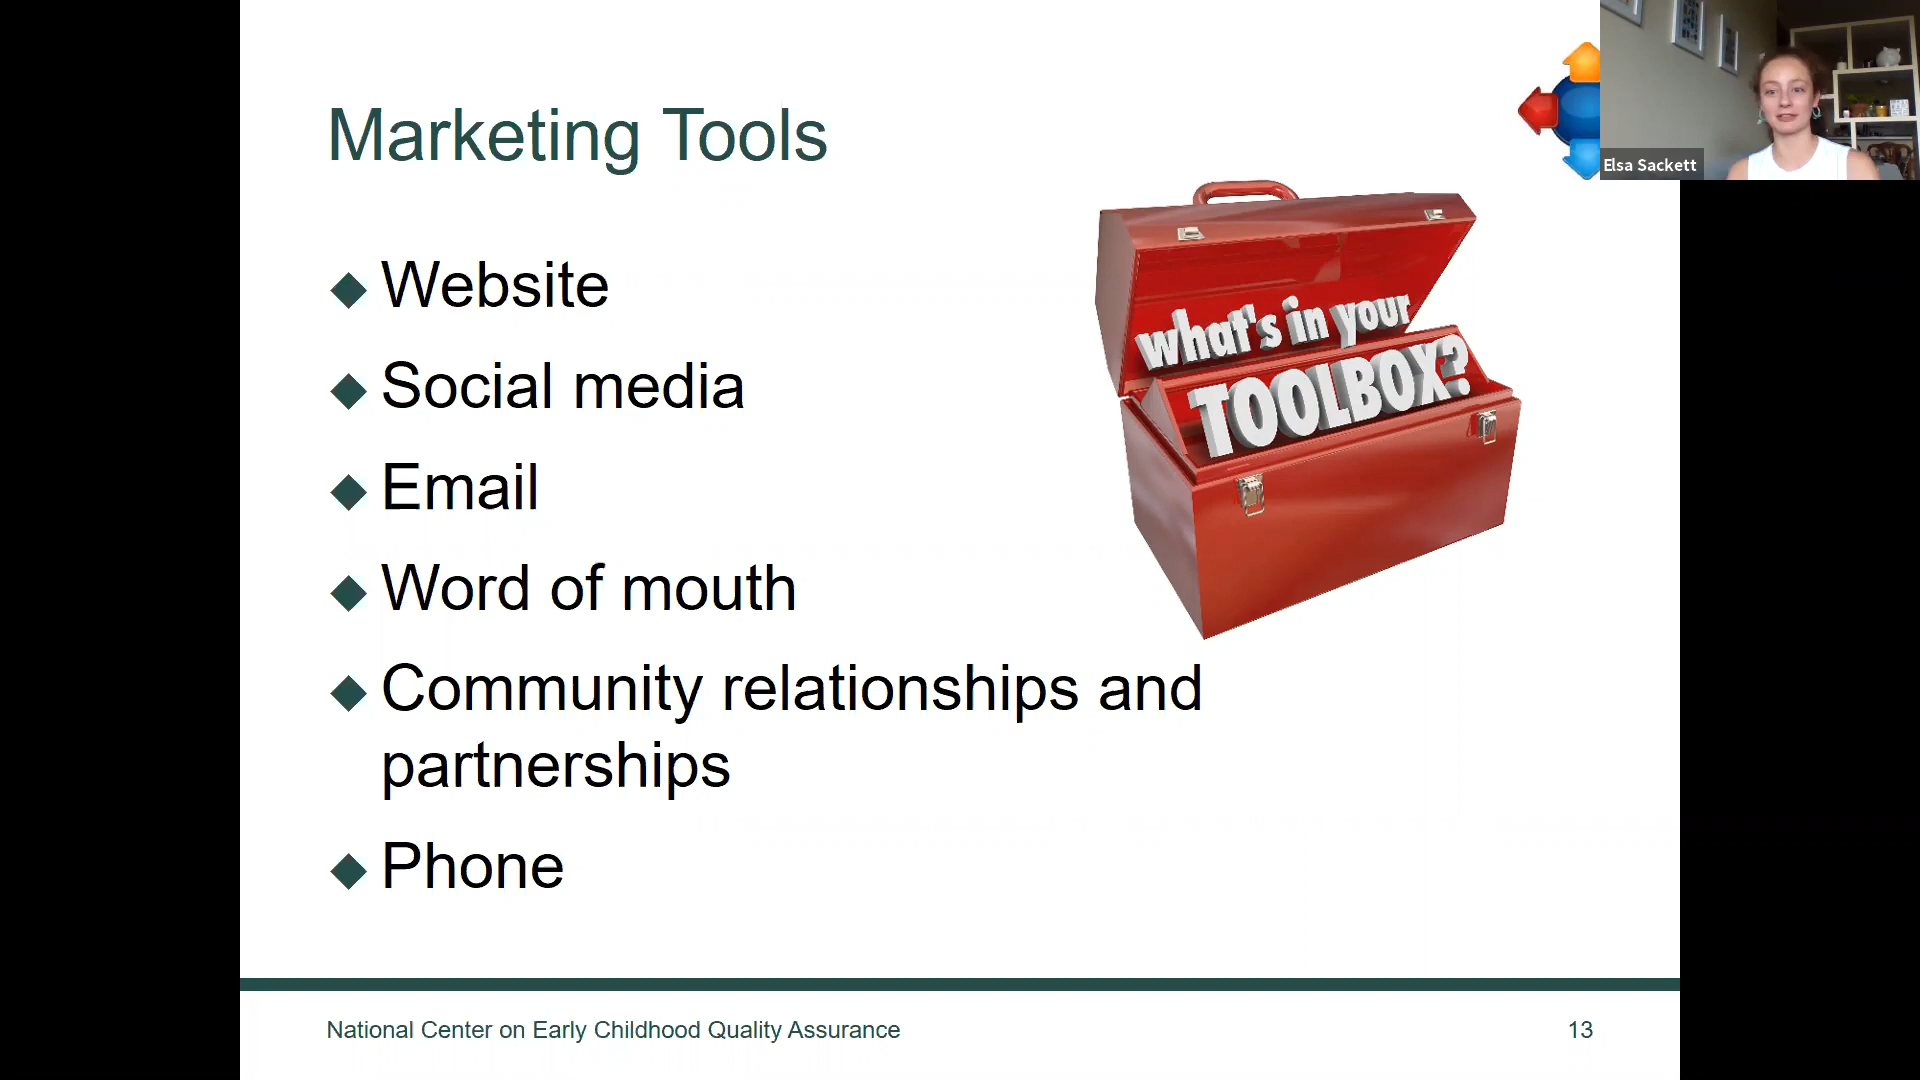 Marketing Tools
Elsa Sackett
what's in your
TOOLBOX?
Website
Social media
Email
Word of mouth
Community relationships and
partnerships
Phone
National Center on Early Childhood Quality Assurance
13